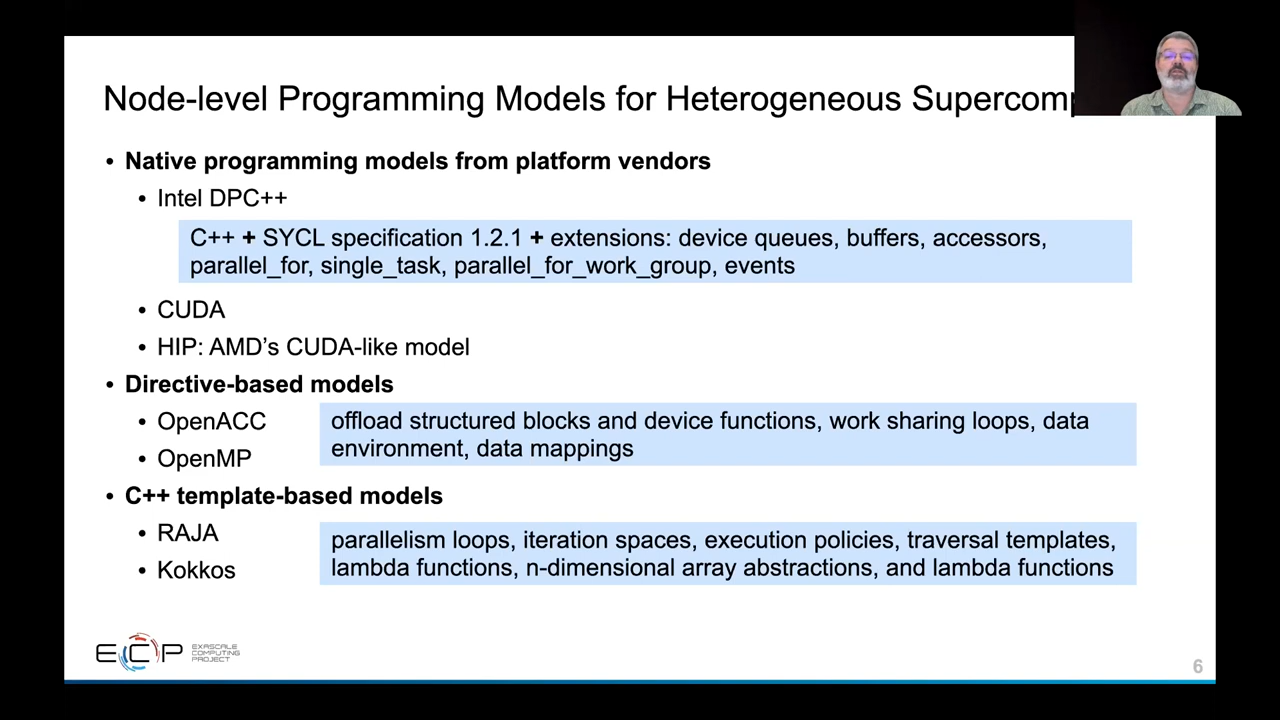 Node-level Programming Models for Heterogeneous
• Native programming models from platform vendors
• Intel DPC++
C++ + SYCL specification 1.2.1 + extensions: device queues, buffers, accessors,
parallel_for, single_task, parallel_for_work_group, events
• CUDA
• HIP: AMD’s CUDA-like model
• Directive-based models
• OpenACC
offload structured blocks and device functions, work sharing loops, data
environment, data mappings
• OpenMP
• C++ template-based models
• RAJA
parallelism loops, iteration spaces, execution policies, traversal templates,
lambda functions, n-dimensional array abstractions, and lambda functions
• Kokkos
ECP
EXASCALE
COMPUTING
PROJECT
6